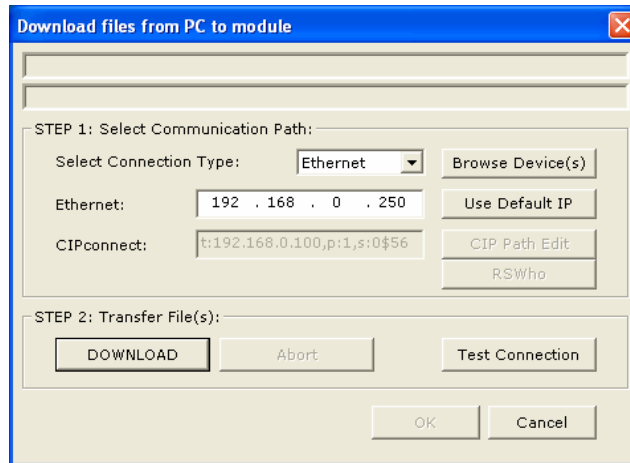 Download files from PC to module
STEP 1: Select Communication Path:
Select Connection Type: Ethernet Browse Device(s)
Ethernet: 192 . 168 . 0 . 250 Use Default IP
CIPconnect: t:192.168.0.100,p:1,s:0$56 CIP Path Edit
RSWho
STEP 2: Transfer File(s):
DOWNLOAD Abort Test Connection
OK Cancel